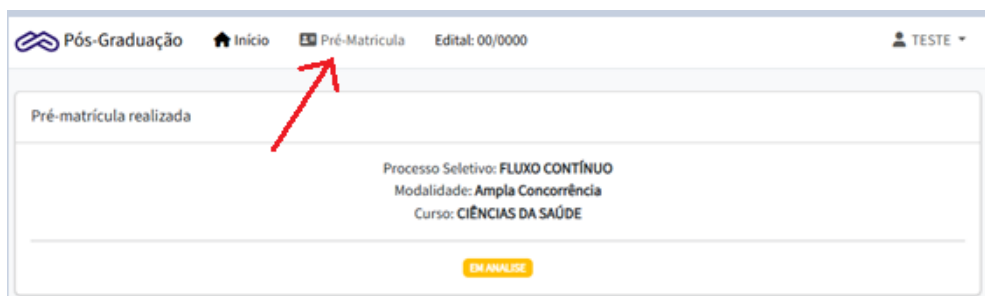 Pós-Graduação Início Pré-Matricula Edital: 00/0000 TESTE
Pré-matrícula realizada
Processo Seletivo: FLUXO CONTÍNUO
Modalidade: Ampla Concorrência
Curso: CIÊNCIAS DA SAÚDE
EM ANALISE